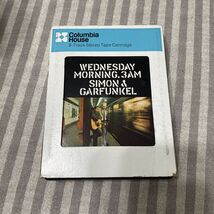 Columbia
House
8-Track Stereo Tape Cartridge
WEDNESDAY
MORNING, 3AM
SIMON &
GARFUNKEL